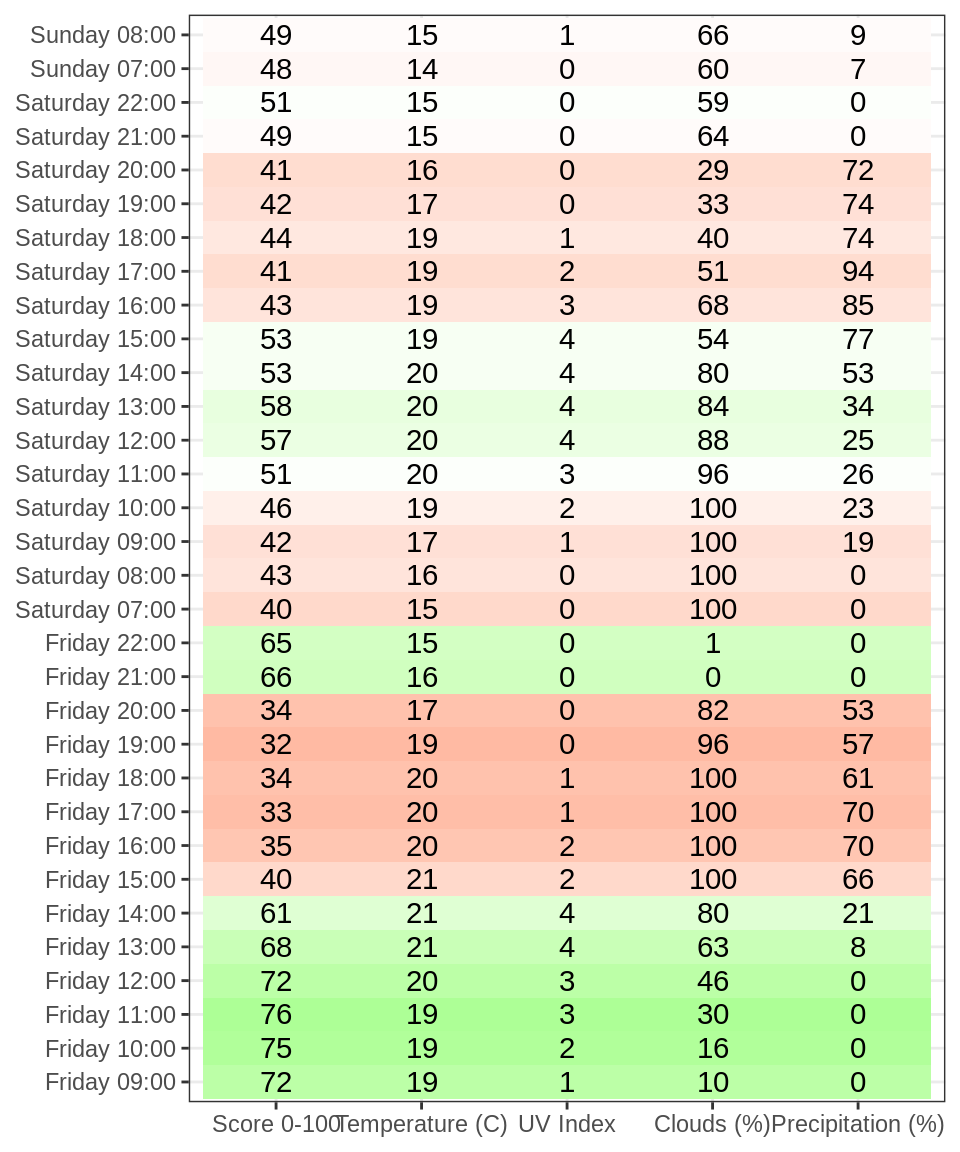 Sunday 08:00 49 15 1 66 9
Sunday 07:00 48 14 0 60 7
Saturday 22:00 51 15 0 59 0
Saturday 21:00 49 15 0 64 0
Saturday 20:00 41 16 0 29 72
Saturday 19:00 42 17 0 33 74
Saturday 18:00 44 19 1 40 74
Saturday 17:00 41 19 2 51 94
Saturday 16:00 43 19 3 68 85
Saturday 15:00 53 19 4 54 77
Saturday 14:00 53 20 4 80 53
Saturday 13:00 58 20 4 84 34
Saturday 12:00 57 20 4 88 25
Saturday 11:00 51 20 3 96 26
Saturday 10:00 46 19 2 100 23
Saturday 09:00 42 17 1 100 19
Saturday 08:00 43 16 0 100 0
Saturday 07:00 40 15 0 100 0
Friday 22:00 65 15 0 1 0
Friday 21:00 66 16 0 0 0
Friday 20:00 34 17 0 82 53
Friday 19:00 32 19 0 96 57
Friday 18:00 34 20 1 100 61
Friday 17:00 33 20 1 100 70
Friday 16:00 35 20 2 100 70
Friday 15:00 40 21 2 100 66
Friday 14:00 61 21 4 80 21
Friday 13:00 68 21 4 63 8
Friday 12:00 72 20 3 46 0
Friday 11:00 76 19 3 30 0
Friday 10:00 75 19 2 16 0
Friday 09:00 72 19 1 10 0
Score 0-100 Temperature (C) UV Index Clouds (%) Precipitation (%)